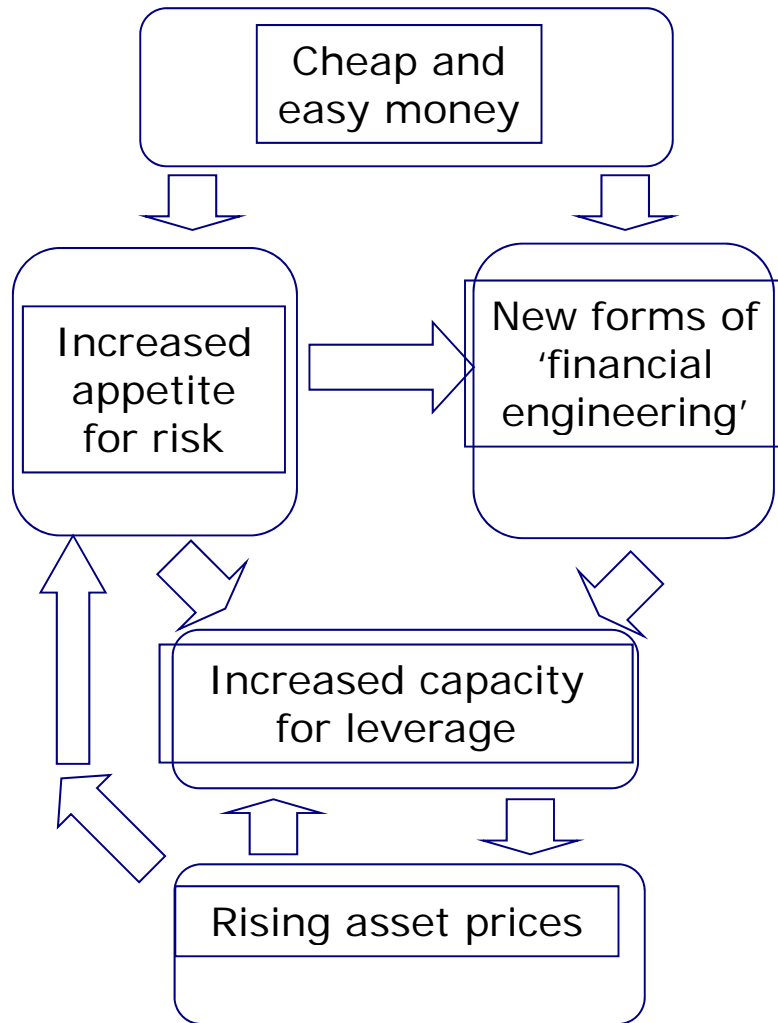 Cheap and
easy money
Increased
appetite
for risk
New forms of
‘financial
engineering’
Increased capacity
for leverage
Rising asset prices